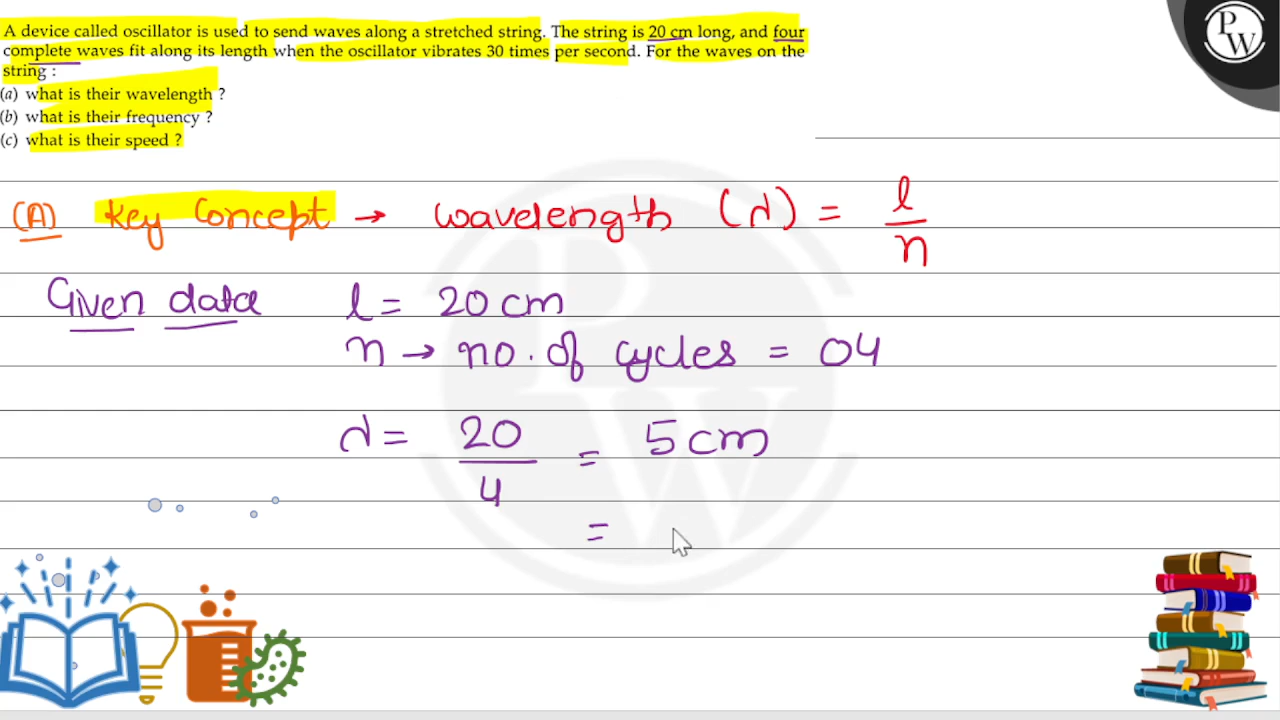 A device called oscillator is used to send waves along a stretched string. The string is 20 cm long, and four
complete waves fit along its length when the oscillator vibrates 30 times per second. For the waves on the
string :
(a) what is their wavelength ?
(b) what is their frequency ?
(c) what is their speed ?
PW
(A) Key Concept → wavelength (λ) = l/n
Given data l = 20 cm
n → no. of cycles = 04
λ = 20/4 = 5 cm
=
PW